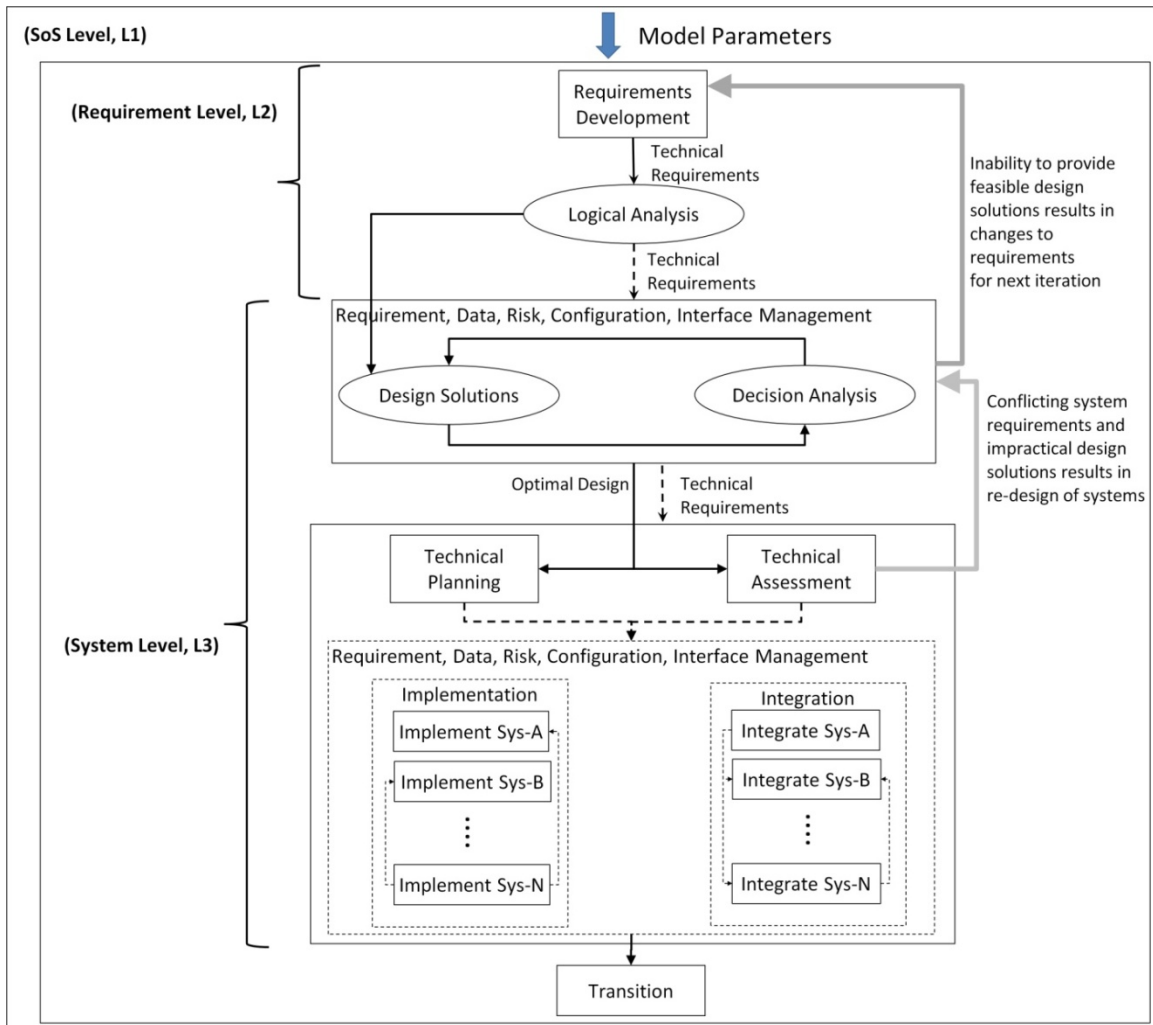 (SoS Level, L1)
Model Parameters
(Requirement Level, L2)
Requirements
Development
Technical
Requirements
Logical Analysis
Technical
Requirements
Inability to provide
feasible design
solutions results in
changes to
requirements
for next iteration
Requirement, Data, Risk, Configuration, Interface Management
Design Solutions
Decision Analysis
Conflicting system
requirements and
impractical design
solutions results in
re-design of systems
Optimal Design
Technical
Requirements
(System Level, L3)
Technical
Planning
Technical
Assessment
Requirement, Data, Risk, Configuration, Interface Management
Implementation
Implement Sys-A
Implement Sys-B
Implement Sys-N
Integration
Integrate Sys-A
Integrate Sys-B
Integrate Sys-N
Transition